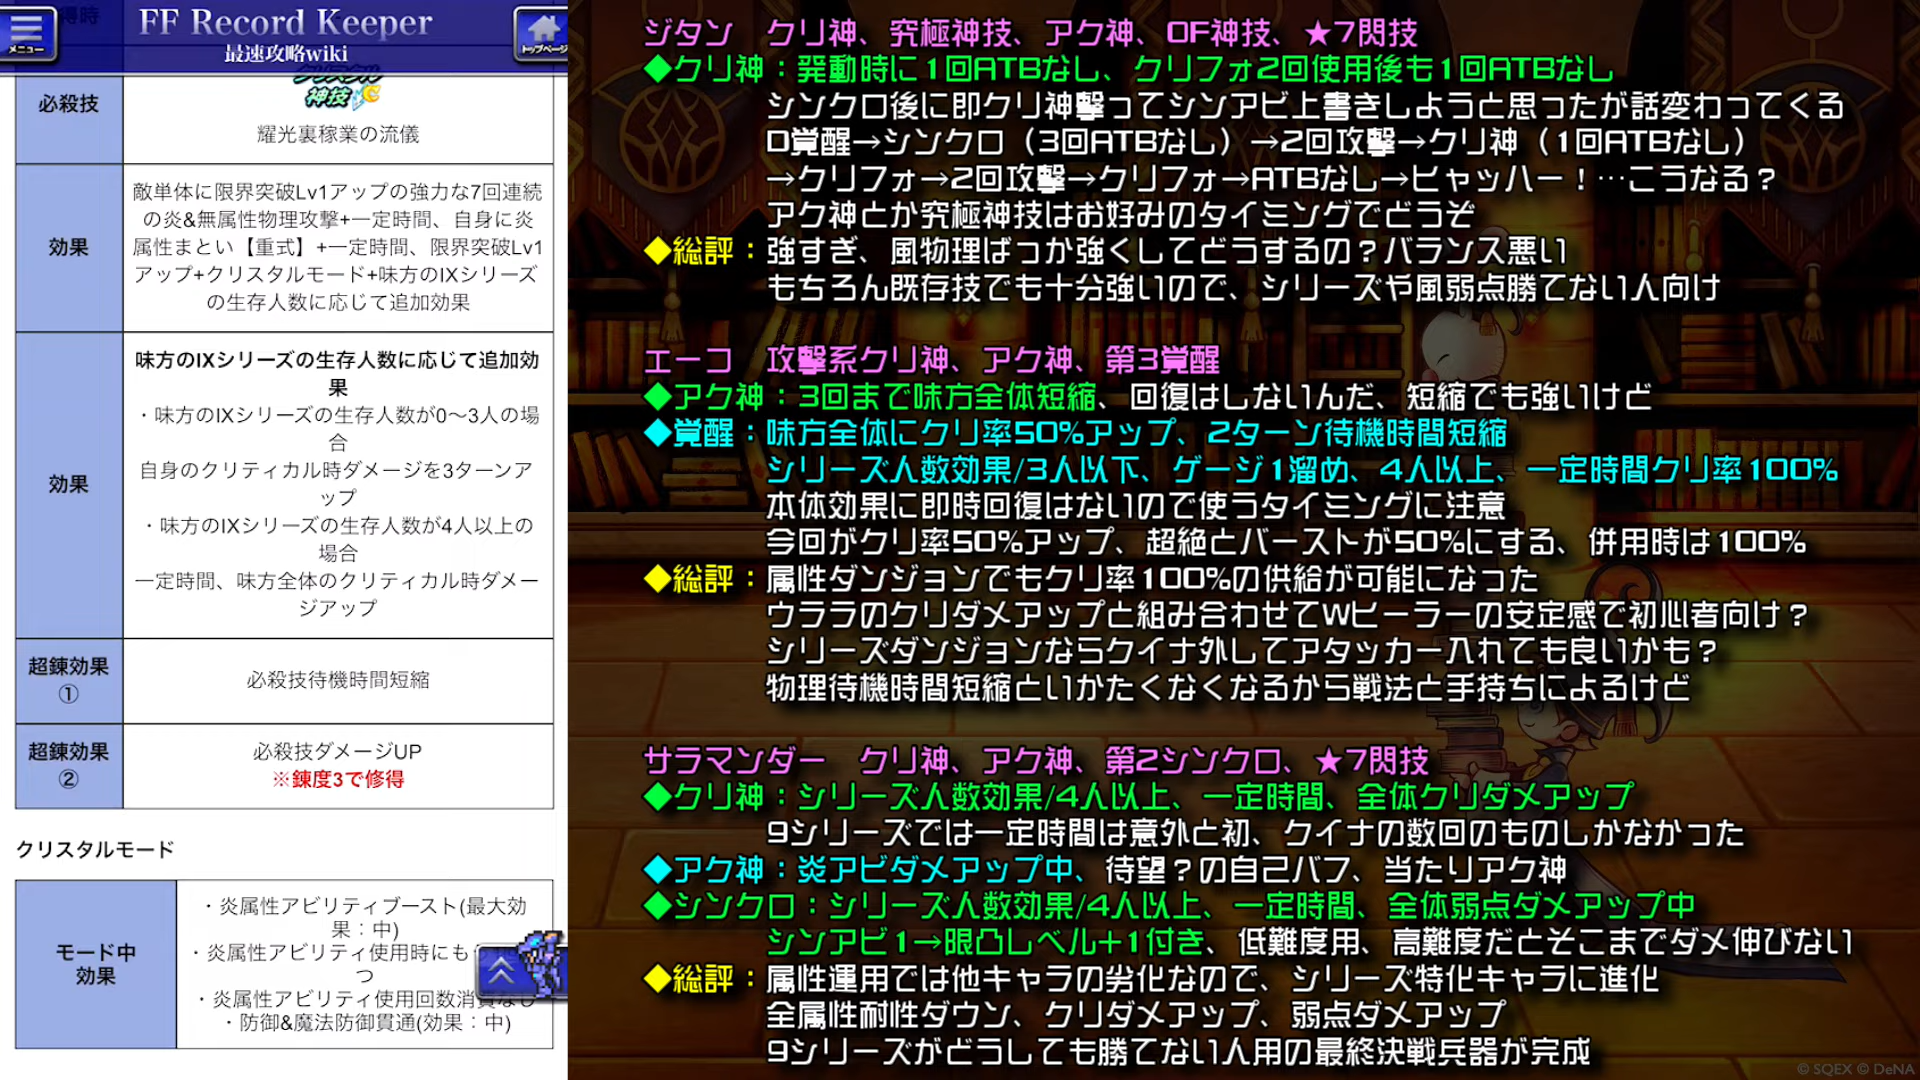 得時
FF Record Keeper
最速攻略wiki
メニュー
トップページ
必殺技
クリスタル
神技
耀光裏稼業の流儀
効果
敵単体に限界突破Lv1アップの強力な7回連続
の炎&無属性物理攻撃+一定時間、自身に炎
属性まとい【重式】+一定時間、限界突破Lv1
アップ+クリスタルモード+味方のIXシリーズ
の生存人数に応じて追加効果
効果
味方のIXシリーズの生存人数に応じて追加効
果
・味方のIXシリーズの生存人数が0〜3人の場
合
自身のクリティカル時ダメージを3ターンア
ップ
・味方のIXシリーズの生存人数が4人以上の
場合
一定時間、味方全体のクリティカル時ダメー
ジアップ
超錬効果
①
必殺技待機時間短縮
超錬効果
②
必殺技ダメージUP
※錬度3で修得
クリスタルモード
モード中
効果
・炎属性アビリティブースト(最大効
果：中)
・炎属性アビリティ使用時にも
つ
・炎属性アビリティ使用回数消費なし
・防御&魔法防御貫通(効果：中)
ジタン　クリ神、究極神技、アク神、OF神技、★7閃技
◆クリ神：発動時に1回ATBなし、クリフォ2回使用後も1回ATBなし
シンクロ後に即クリ神撃ってシンアビ上書きしようと思ったが話変わってくる
D覚醒→シンクロ（3回ATBなし）→2回攻撃→クリ神（1回ATBなし）
→クリフォ→2回攻撃→クリフォ→ATBなし→ヒャッハー！…こうなる？
アク神とか究極神技はお好みのタイミングでどうぞ
◆総評：強すぎ、風物理ばっか強くしてどうするの？バランス悪い
もちろん既存技でも十分強いので、シリーズや風弱点勝てない人向け
エーコ　攻撃系クリ神、アク神、第3覚醒
◆アク神：3回まで味方全体短縮、回復はしないんだ、短縮でも強いけど
◆覚醒：味方全体にクリ率50%アップ、2ターン待機時間短縮
シリーズ人数効果/3人以下、ゲージ1溜め、4人以上、一定時間クリ率100%
本体効果に即時回復はないので使うタイミングに注意
今回がクリ率50%アップ、超絶とバーストが50%にする、併用時は100%
◆総評：属性ダンジョンでもクリ率100%の供給が可能になった
ウララのクリダメアップと組み合わせてWヒーラーの安定感で初心者向け？
シリーズダンジョンならクイナ外してアタッカー入れても良いかも？
物理待機時間短縮といかたくなくなるから戦法と手持ちによるけど
サラマンダー　クリ神、アク神、第2シンクロ、★7閃技
◆クリ神：シリーズ人数効果/4人以上、一定時間、全体クリダメアップ
9シリーズでは一定時間は意外と初、クイナの数回のものしかなかった
◆アク神：炎アビダメアップ中、待望？の自己バフ、当たりアク神
◆シンクロ：シリーズ人数効果/4人以上、一定時間、全体弱点ダメアップ中
シンアビ1→眼凸レベル+1付き、低難度用、高難度だとそこまでダメ伸びない
◆総評：属性運用では他キャラの劣化なので、シリーズ特化キャラに進化
全属性耐性ダウン、クリダメアップ、弱点ダメアップ
9シリーズがどうしても勝てない人用の最終決戦兵器が完成
© SQEX © DeNA